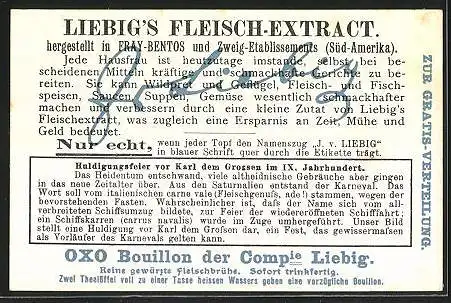 LIEBIG'S FLEISCH-EXTRACT.
hergestellt in FRAY-BENTOS und Zweig-Etablissements (Süd-Amerika).
Jede Hausfrau ist heutzutage imstande, selbst bei be-
scheidenen Mitteln kräftige und schmackhafte Gerichte zu berei-
ten. Sie kann Wildpret und Geflügel, Fleisch- und Fisch-
speisen, Saucen, Suppen, Gemüse wesentlich schmackhafter
machen und verbessern durch eine kleine Zutat von Liebig's
Fleischextract, was zugleich eine Ersparnis an Zeit, Mühe und
Geld bedeutet.
J v Liebig
Nur echt, wenn jeder Topf den Namenszug „J. v. LIEBIG“
in blauer Schrift quer durch die Etikette trägt.
Huldigungsfeier vor Karl dem Grossen im IX. Jahrhundert.
Das Heidentum entschwand, viele altheidnische Gebräuche aber gingen
in das neue Zeitalter über. Aus den Saturnalien entstand der Karneval. Das
Wort soll vom italienischen carne vale (Fleischgenufs, ade!) stammen, wegen der
bevorstehenden Fasten. Wahrscheinlicher ist, dafs der Name sich vom all-
verbreiteten Schiffsumzug bildete, zur Feier der wiedereröffneten Schiffahrt;
ein Schiffskarren (carrus navalis) wurde im Zuge umhergeführt. Unser Bild
stellt eine Huldigung vor Karl dem Grofsen dar, ein Fest, das gewissermafsen
als Vorläufer des Karnevals gelten kann.
OXO Bouillon der Compie Liebig.
Reine gewürzte Fleischbrühe. Sofort trinkfertig.
Zwei Theelöffel voll zu einer Tasse heissen Wassers geben eine vorzügliche Bouillon.
ZUR GRATIS-VERTEILUNG.